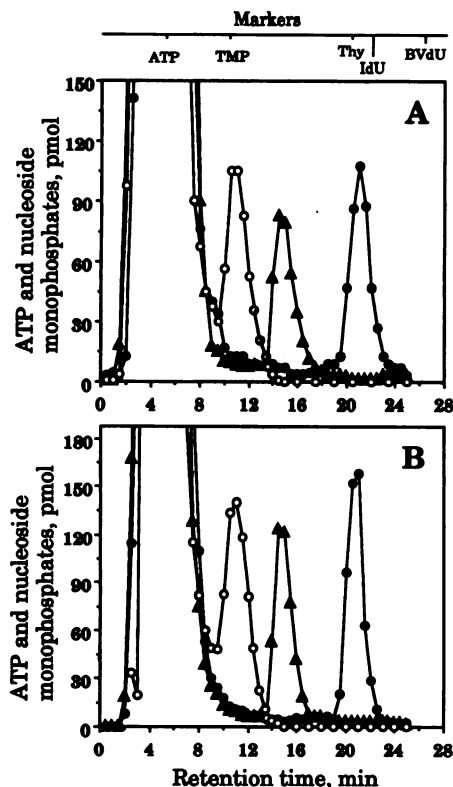 Markers
ATP TMP Thy IdU BVdU
A
ATP and nucleoside
monophosphates, pmol
150
120
90
60
30
0
0 4 8 12 16 20 24 28
B
ATP and nucleoside
monophosphates, pmol
180
150
120
90
60
30
0
0 4 8 12 16 20 24 28
Retention time, min